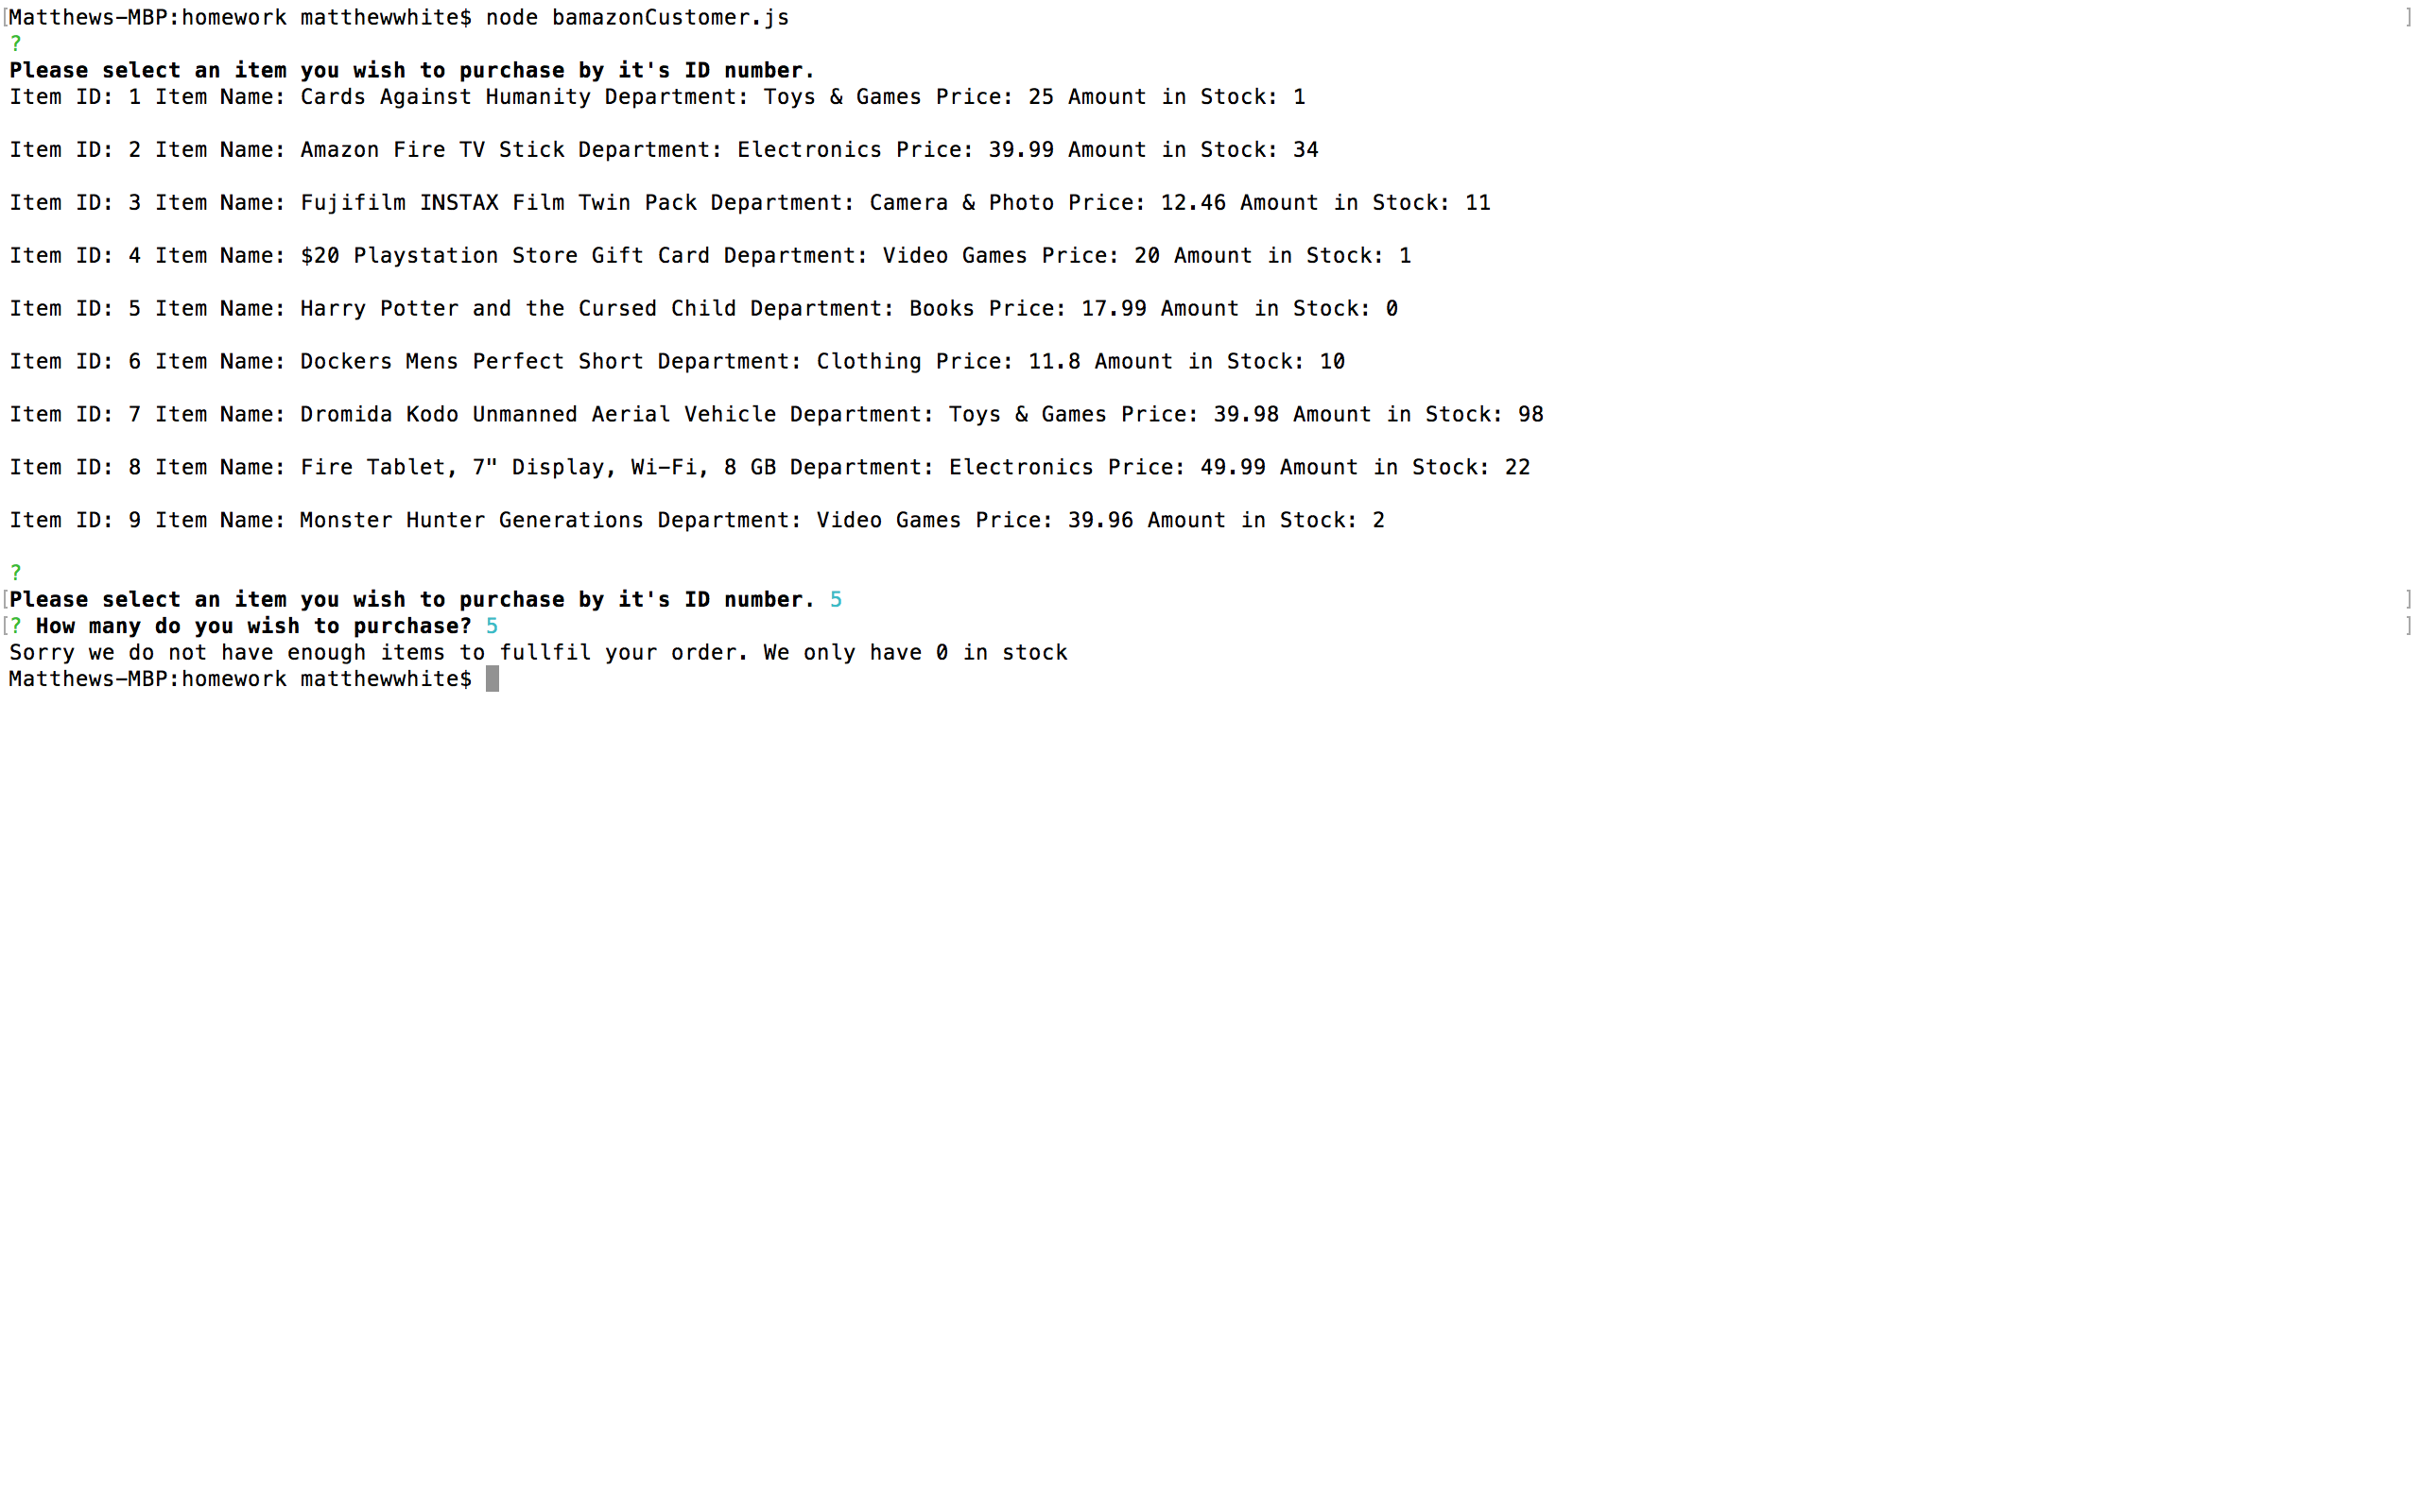 [Matthews-MBP:homework matthewwhite$ node bamazonCustomer.js ]
?
Please select an item you wish to purchase by it's ID number.
Item ID: 1 Item Name: Cards Against Humanity Department: Toys & Games Price: 25 Amount in Stock: 1
Item ID: 2 Item Name: Amazon Fire TV Stick Department: Electronics Price: 39.99 Amount in Stock: 34
Item ID: 3 Item Name: Fujifilm INSTAX Film Twin Pack Department: Camera & Photo Price: 12.46 Amount in Stock: 11
Item ID: 4 Item Name: $20 Playstation Store Gift Card Department: Video Games Price: 20 Amount in Stock: 1
Item ID: 5 Item Name: Harry Potter and the Cursed Child Department: Books Price: 17.99 Amount in Stock: 0
Item ID: 6 Item Name: Dockers Mens Perfect Short Department: Clothing Price: 11.8 Amount in Stock: 10
Item ID: 7 Item Name: Dromida Kodo Unmanned Aerial Vehicle Department: Toys & Games Price: 39.98 Amount in Stock: 98
Item ID: 8 Item Name: Fire Tablet, 7" Display, Wi-Fi, 8 GB Department: Electronics Price: 49.99 Amount in Stock: 22
Item ID: 9 Item Name: Monster Hunter Generations Department: Video Games Price: 39.96 Amount in Stock: 2
?
[Please select an item you wish to purchase by it's ID number. 5 ]
[? How many do you wish to purchase? 5 ]
Sorry we do not have enough items to fullfil your order. We only have 0 in stock
Matthews-MBP:homework matthewwhite$